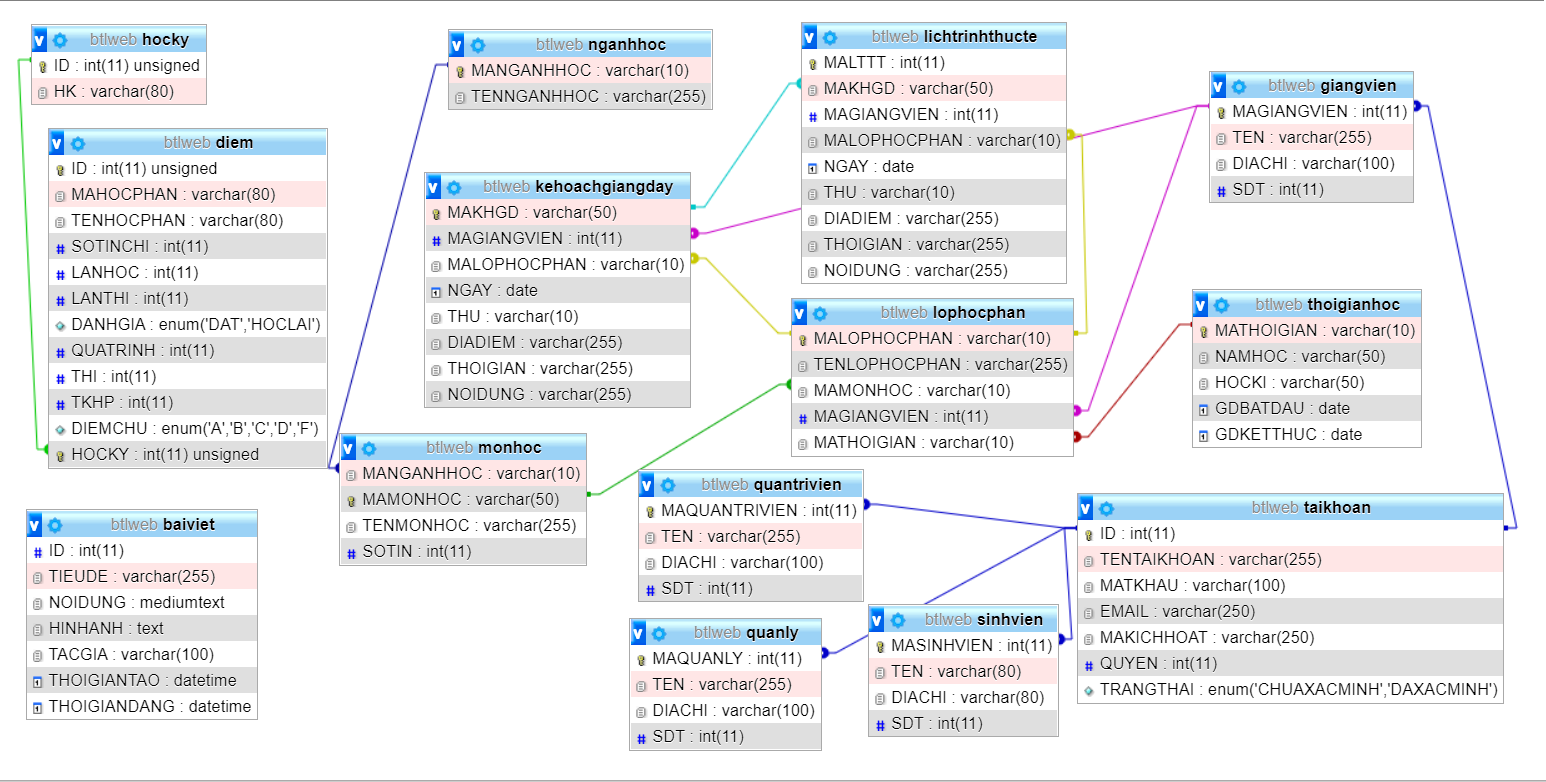 btlweb hocky
ID : int(11) unsigned
HK : varchar(80)
btlweb diem
ID : int(11) unsigned
MAHOCPHAN : varchar(80)
TENHOCPHAN : varchar(80)
SOTINCHI : int(11)
LANHOC : int(11)
LANTHI : int(11)
DANHGIA : enum('DAT','HOCLAI')
QUATRINH : int(11)
THI : int(11)
TKHP : int(11)
DIEMCHU : enum('A','B','C','D','F')
HOCKY : int(11) unsigned
btlweb baiviet
ID : int(11)
TIEUDE : varchar(255)
NOIDUNG : mediumtext
HINHANH : text
TACGIA : varchar(100)
THOIGIANTAO : datetime
THOIGIANDANG : datetime
btlweb nganhhoc
MANGANHHOC : varchar(10)
TENNGANHHOC : varchar(255)
btlweb kehoachgiangday
MAKHGD : varchar(50)
MAGIANGVIEN : int(11)
MALOPHOCPHAN : varchar(10)
NGAY : date
THU : varchar(10)
DIADIEM : varchar(255)
THOIGIAN : varchar(255)
NOIDUNG : varchar(255)
btlweb monhoc
MANGANHHOC : varchar(10)
MAMONHOC : varchar(50)
TENMONHOC : varchar(255)
SOTIN : int(11)
btlweb lichtrinhthucte
MALTTT : int(11)
MAKHGD : varchar(50)
MAGIANGVIEN : int(11)
MALOPHOCPHAN : varchar(10)
NGAY : date
THU : varchar(10)
DIADIEM : varchar(255)
THOIGIAN : varchar(255)
NOIDUNG : varchar(255)
btlweb lophocphan
MALOPHOCPHAN : varchar(10)
TENLOPHOCPHAN : varchar(255)
MAMONHOC : varchar(10)
MAGIANGVIEN : int(11)
MATHOIGIAN : varchar(10)
btlweb quantrivien
MAQUANTRIVIEN : int(11)
TEN : varchar(255)
DIACHI : varchar(100)
SDT : int(11)
btlweb quanly
MAQUANLY : int(11)
TEN : varchar(255)
DIACHI : varchar(100)
SDT : int(11)
btlweb sinhvien
MASINHVIEN : int(11)
TEN : varchar(80)
DIACHI : varchar(80)
SDT : int(11)
btlweb giangvien
MAGIANGVIEN : int(11)
TEN : varchar(255)
DIACHI : varchar(100)
SDT : int(11)
btlweb thoigianhoc
MATHOIGIAN : varchar(10)
NAMHOC : varchar(50)
HOCKI : varchar(50)
GDBATDAU : date
GDKETTHUC : date
btlweb taikhoan
ID : int(11)
TENTAIKHOAN : varchar(255)
MATKHAU : varchar(100)
EMAIL : varchar(250)
MAKICHHOAT : varchar(250)
QUYEN : int(11)
TRANGTHAI : enum('CHUAXACMINH','DAXACMINH')